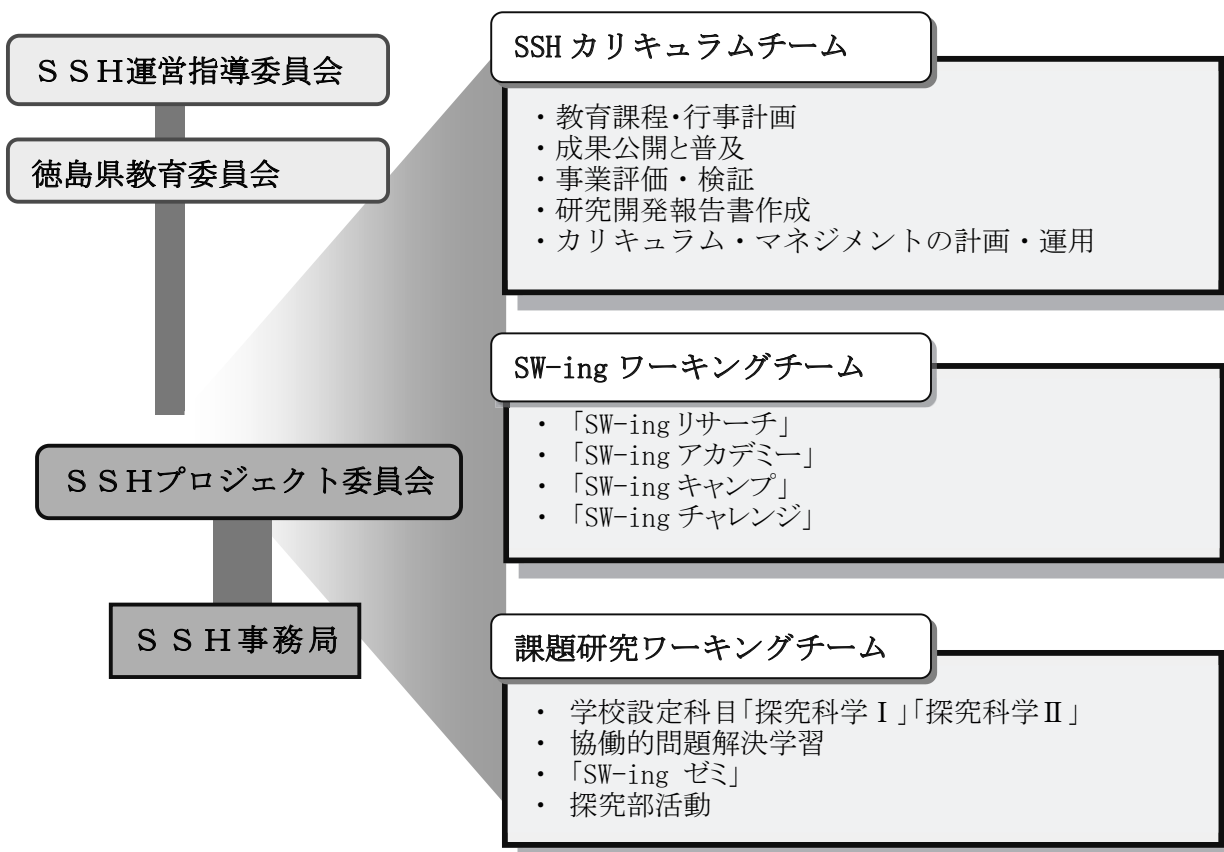 ＳＳＨ運営指導委員会
徳島県教育委員会
ＳＳＨプロジェクト委員会
ＳＳＨ事務局
SSH カリキュラムチーム
・教育課程・行事計画
・成果公開と普及
・事業評価・検証
・研究開発報告書作成
・カリキュラム・マネジメントの計画・運用
SW-ing ワーキングチーム
・「SW-ing リサーチ」
・「SW-ing アカデミー」
・「SW-ing キャンプ」
・「SW-ing チャレンジ」
課題研究ワーキングチーム
・ 学校設定科目「探究科学Ⅰ」「探究科学Ⅱ」
・ 協働的問題解決学習
・「SW-ing ゼミ」
・ 探究部活動